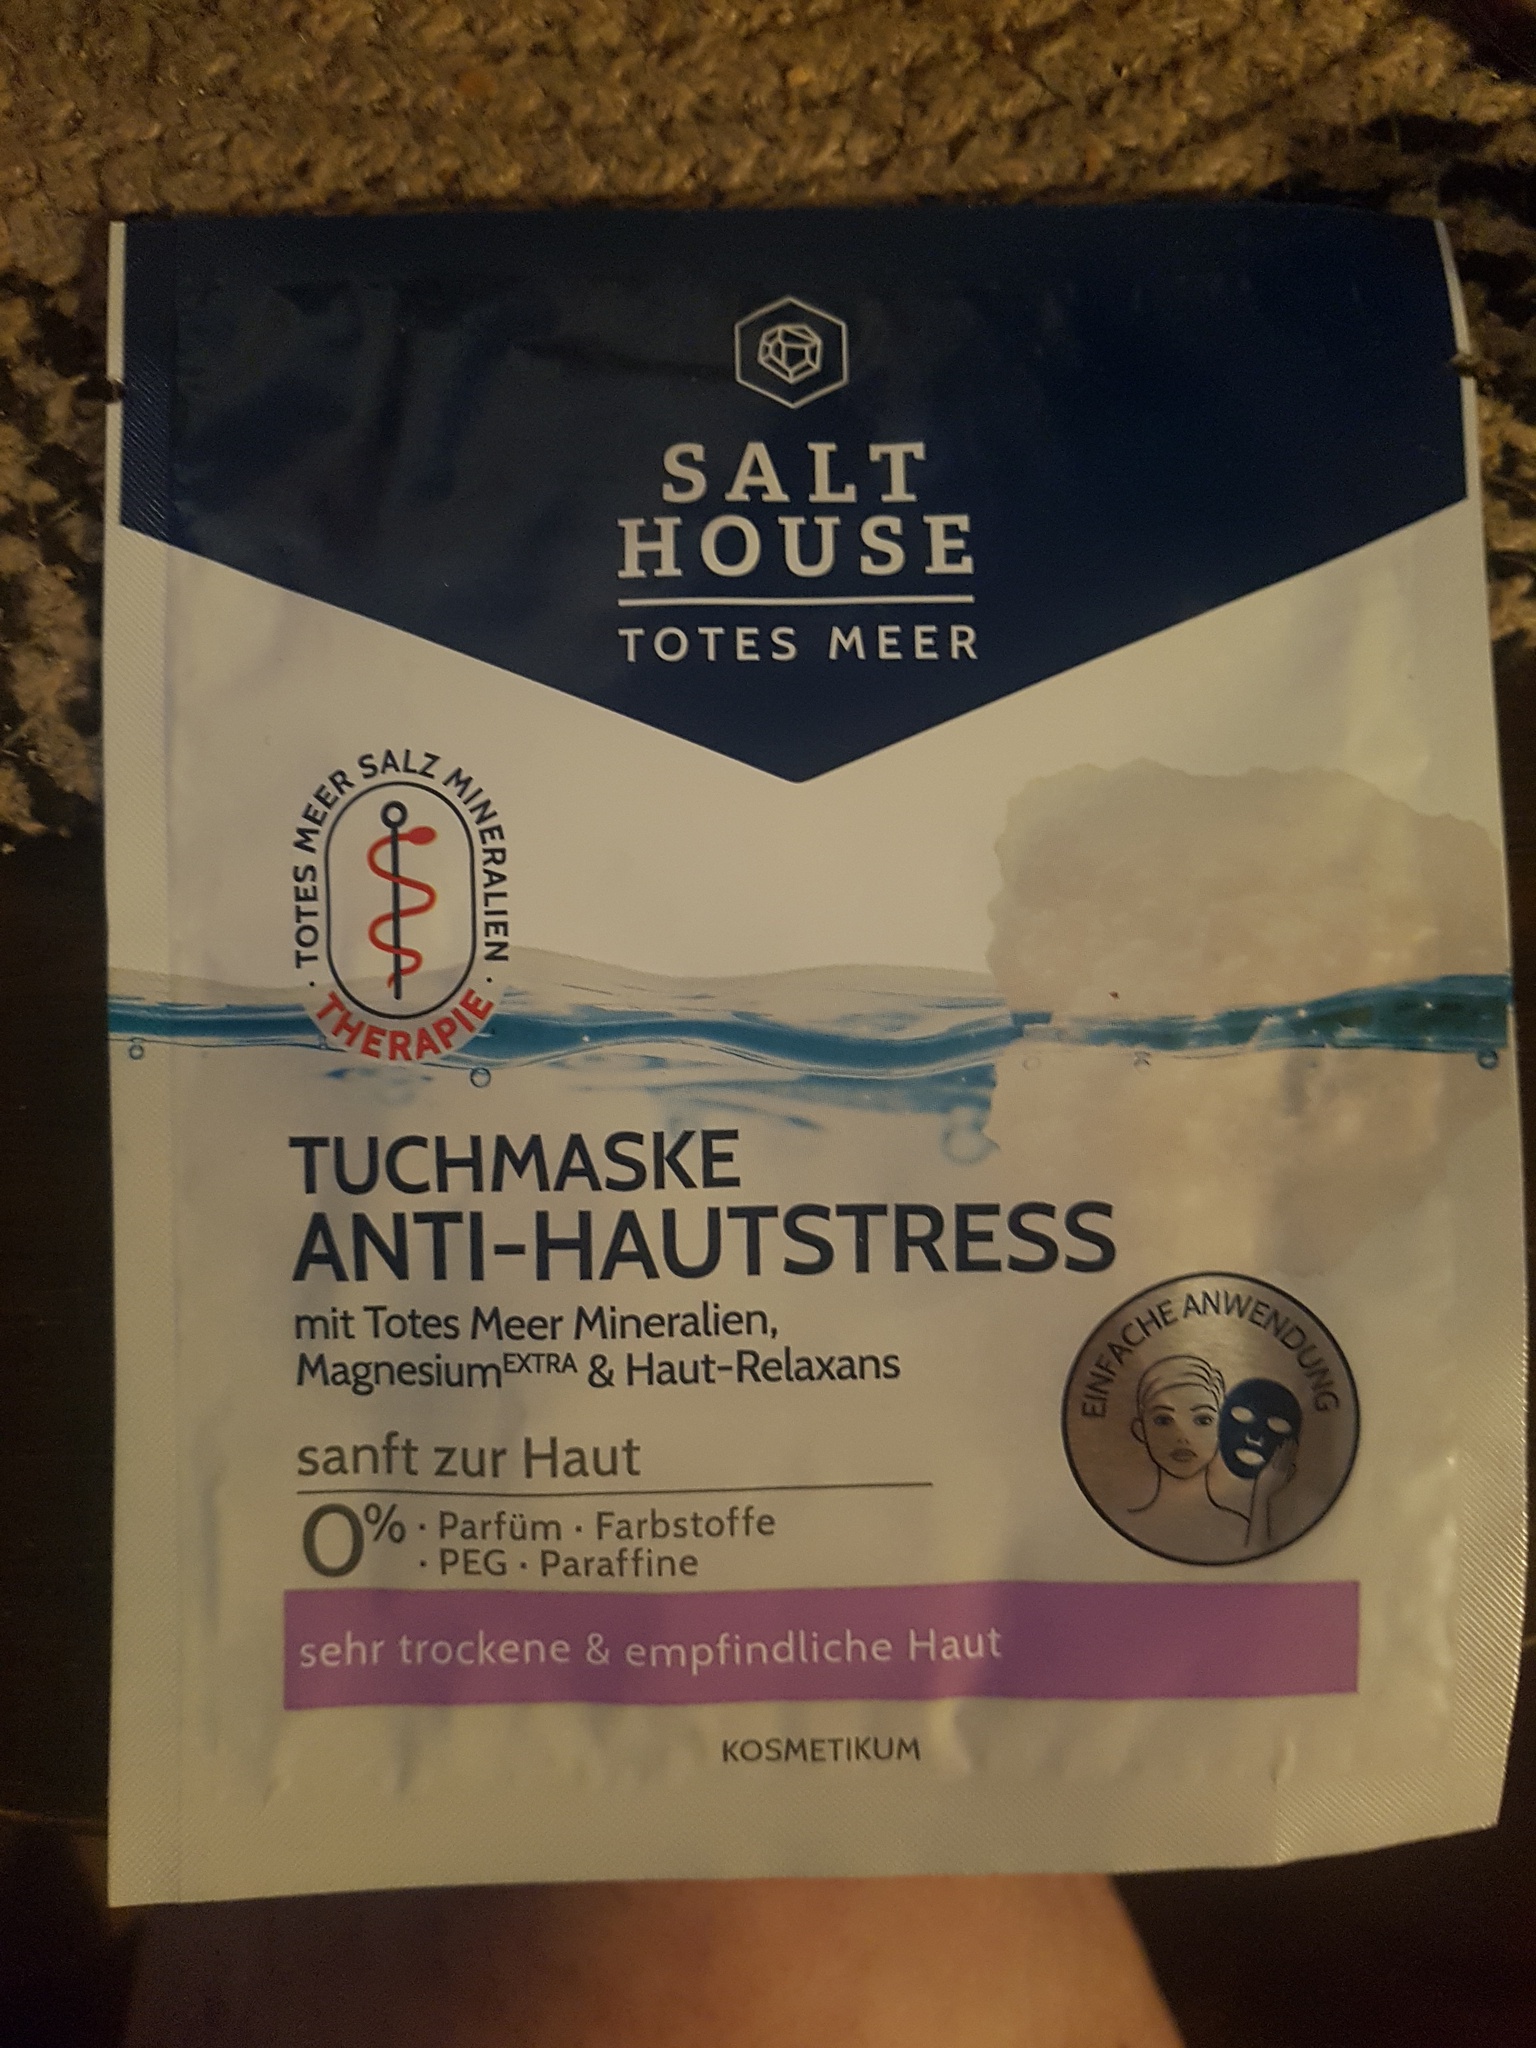 SALT
HOUSE
TOTES MEER
· TOTES MEER SALZ MINERALIEN ·
THERAPIE
TUCHMASKE
ANTI-HAUTSTRESS
mit Totes Meer Mineralien,
MagnesiumEXTRA & Haut-Relaxans
EINFACHE ANWENDUNG
sanft zur Haut
0% · Parfüm · Farbstoffe
· PEG · Paraffine
sehr trockene & empfindliche Haut
KOSMETIKUM